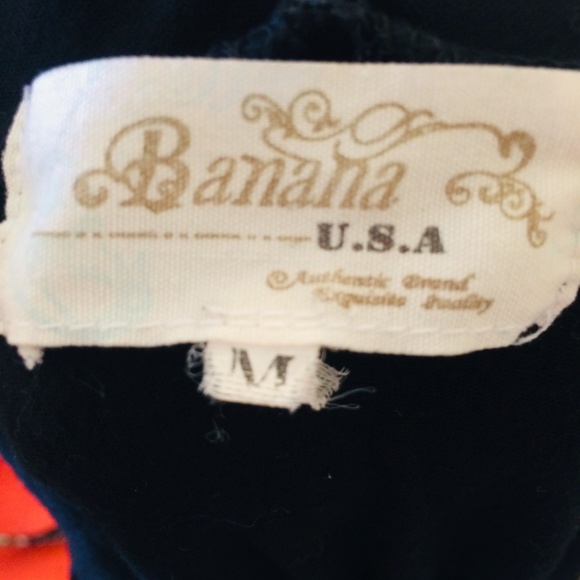 Banana
U.S.A
Authentic Brand
Exquisite Quality
M